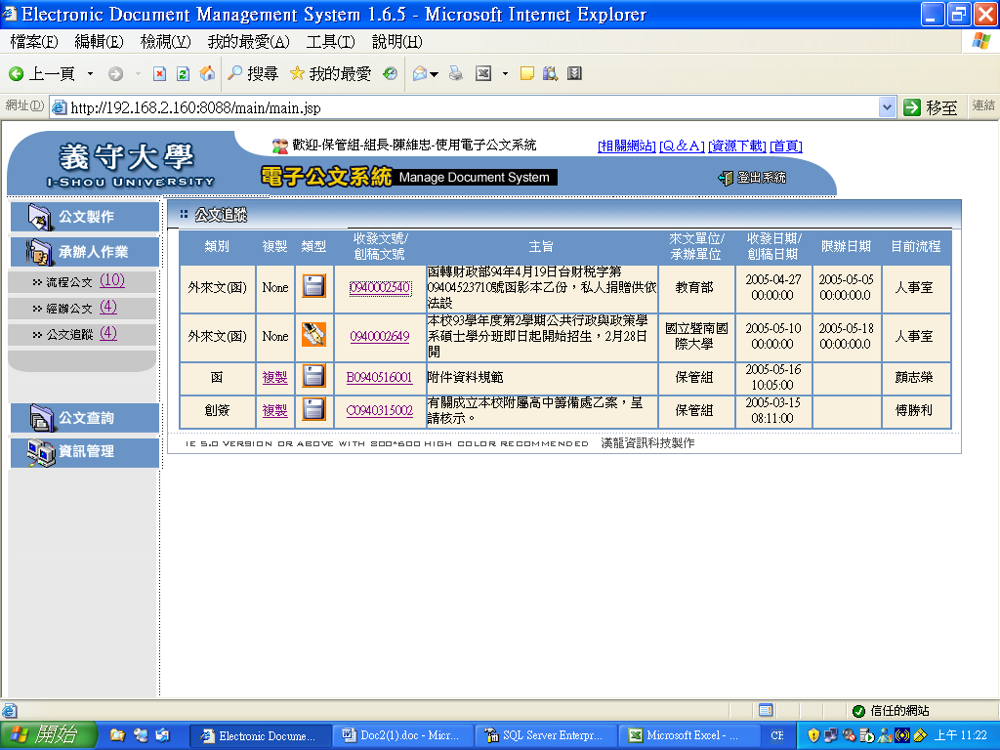 Electronic Document Management System 1.6.5 - Microsoft Internet Explorer
檔案(F) 編輯(E) 檢視(V) 我的最愛(A) 工具(T) 說明(H)
上一頁 搜尋 我的最愛
網址(D) http://192.168.2.160:8088/main/main.jsp 移至 連結
義守大學
I-SHOU UNIVERSITY
歡迎-保管組-組長-陳維忠-使用電子公文系統 [相關網站] [Q&A] [資源下載] [首頁]
電子公文系統 Manage Document System 登出系統
公文製作
承辦人作業
流程公文 (10)
經辦公文 (4)
公文追蹤 (4)
公文查詢
資訊管理
公文追蹤
類別 複製 類型 收發文號/ 主旨 來文單位/ 收發日期/ 限辦日期 目前流程
創稿文號 承辦單位 創稿日期
外來文(函) None 0940002540 函轉財政部94年4月19日台財稅字第 教育部 2005-04-27 2005-05-05 人事室
09404523710號函影本乙份，私人捐贈供依 00:00:00 00:00:00.0
法設
外來文(函) None 0940002649 本校93學年度第2學期公共行政與政策學 國立暨南國 2005-05-10 2005-05-18 人事室
系碩士學分班即日起開始招生，2月28日 際大學 00:00:00 00:00:00.0
開
函 複製 B0940516001 附件資料規範 保管組 2005-05-16 顏志榮
10:05:00
創簽 複製 C0940315002 有關成立本校附屬高中籌備處乙案，呈 保管組 2005-03-15 傅勝利
請核示。 08:11:00
IE 5.0 VERSION OR ABOVE WITH 800*600 HIGH COLOR RECOMMENDED 漢龍資訊科技製作
信任的網站
開始 Electronic Docume... Doc2(1).doc - Micr... SQL Server Enterpr... Microsoft Excel - ... CH 上午 11:22